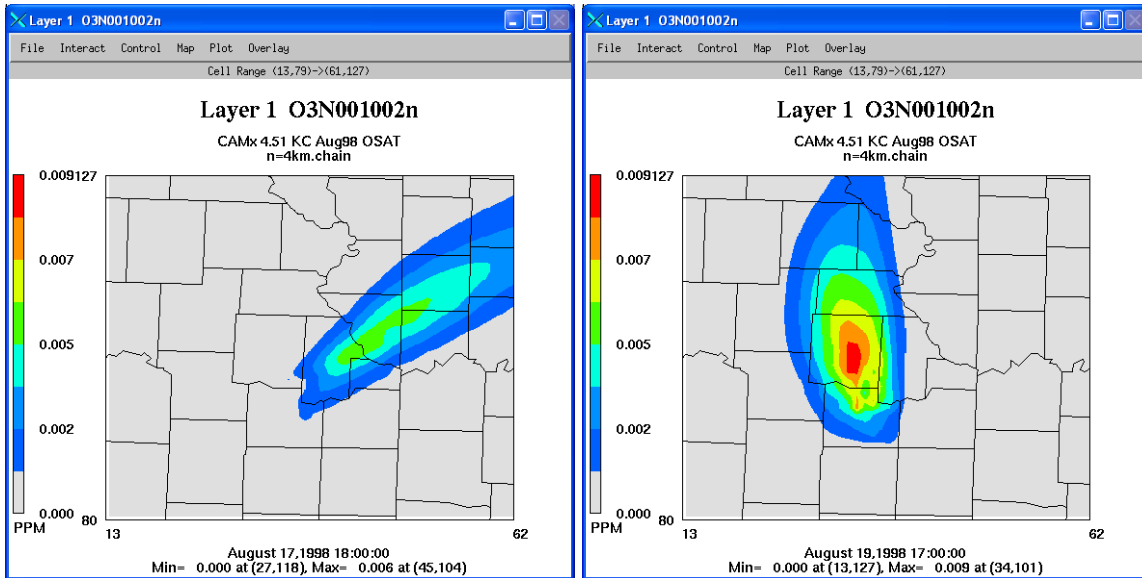 Layer 1 O3N001002n
File Interact Control Map Plot Overlay
Cell Range (13,79)->(61,127)
Layer 1 O3N001002n
CAMx 4.51 KC Aug98 OSAT
n=4km.chain
0.009
127
0.007
0.005
0.002
0.000
PPM
80
13
62
August 17,1998 18:00:00
Min= 0.000 at (27,118), Max= 0.006 at (45,104)
Layer 1 O3N001002n
File Interact Control Map Plot Overlay
Cell Range (13,79)->(61,127)
Layer 1 O3N001002n
CAMx 4.51 KC Aug98 OSAT
n=4km.chain
0.009
127
0.007
0.005
0.002
0.000
PPM
80
13
62
August 19,1998 17:00:00
Min= 0.000 at (13,127), Max= 0.009 at (34,101)